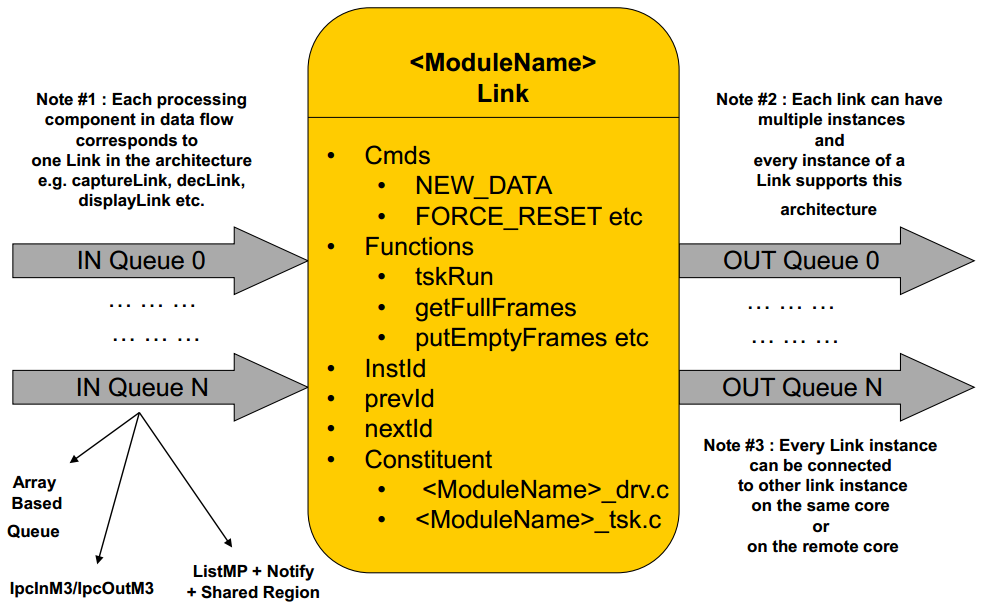 <ModuleName>
Link
Note #1 : Each processing
component in data flow
corresponds to
one Link in the architecture
e.g. captureLink, decLink,
displayLink etc.
IN Queue 0
... ... ...
... ... ...
IN Queue N
Array
Based
Queue
IpcInM3/IpcOutM3
ListMP + Notify
+ Shared Region
• Cmds
• NEW_DATA
• FORCE_RESET etc
• Functions
• tskRun
• getFullFrames
• putEmptyFrames etc
• InstId
• prevId
• nextId
• Constituent
• <ModuleName>_drv.c
• <ModuleName>_tsk.c
Note #2 : Each link can have
multiple instances
and
every instance of a
Link supports this
architecture
OUT Queue 0
... ... ...
... ... ...
OUT Queue N
Note #3 : Every Link instance
can be connected
to other link instance
on the same core
or
on the remote core